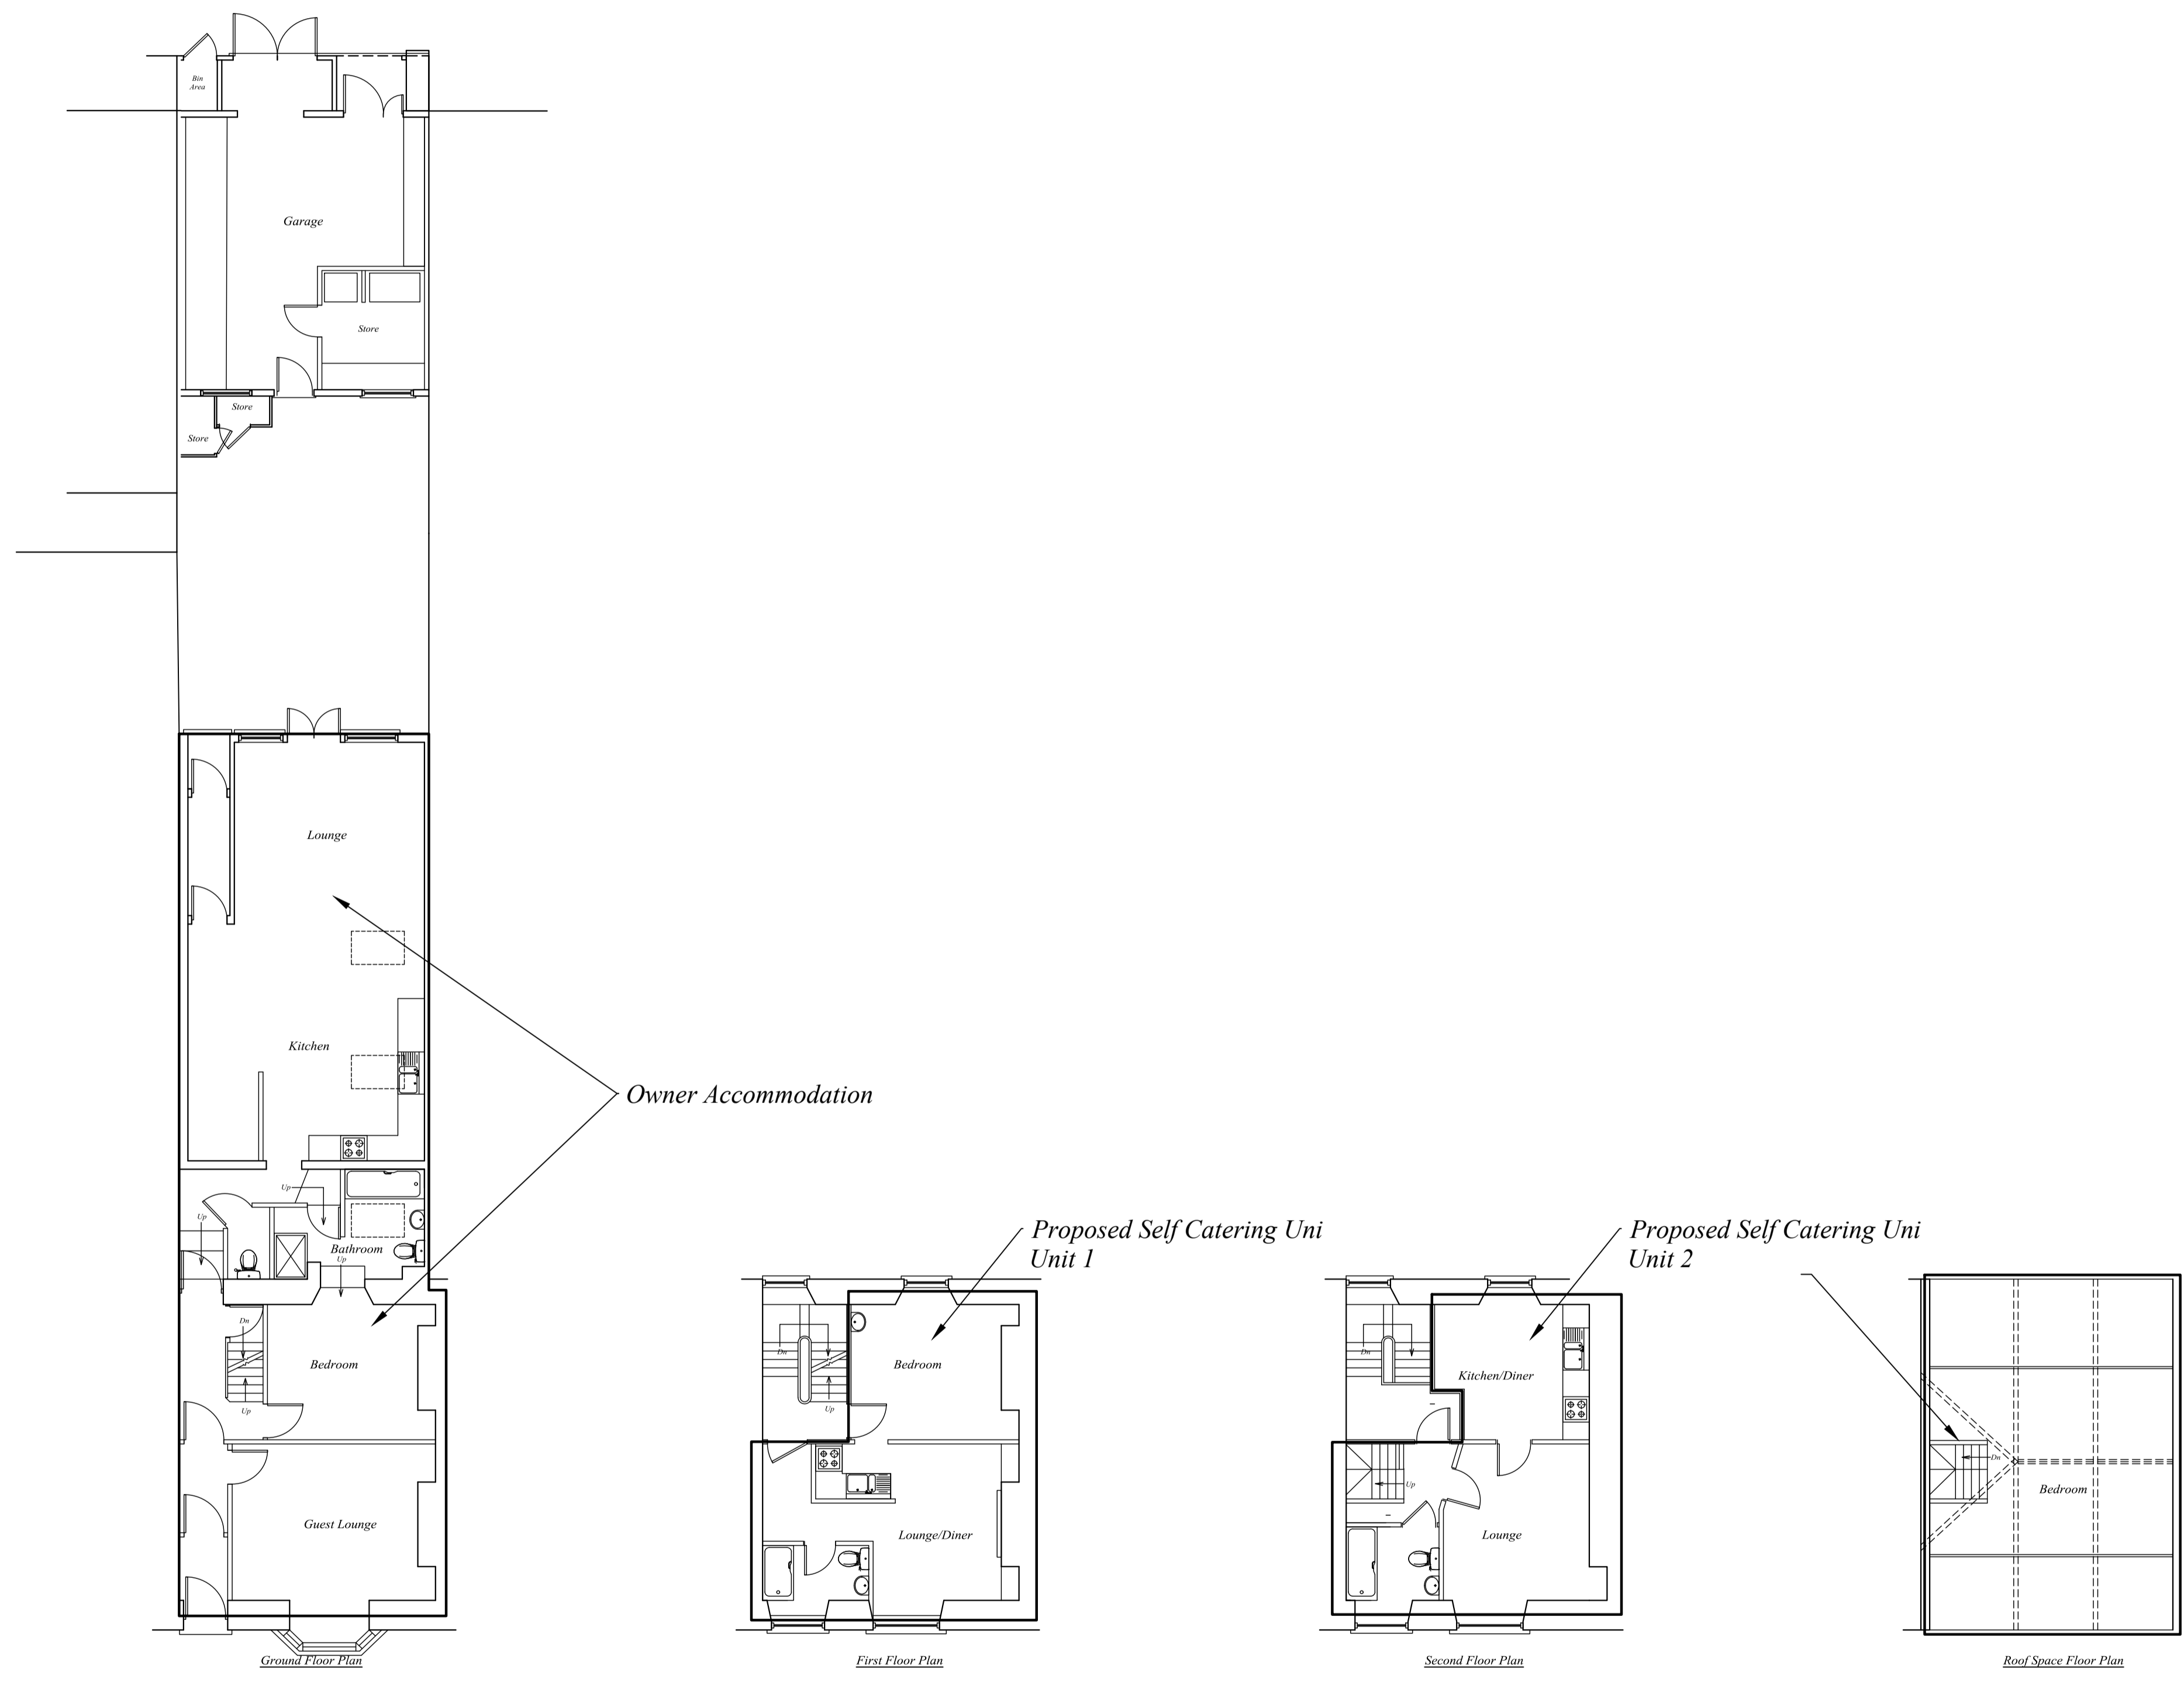 Bin
Area
Garage
Store
Store
Store
Lounge
Kitchen
Owner Accommodation
Up
Up
Bathroom
Up
Dn
Bedroom
Up
Guest Lounge
Ground Floor Plan
Proposed Self Catering Uni
Unit 1
Dn
Bedroom
Up
Lounge/Diner
First Floor Plan
Proposed Self Catering Uni
Unit 2
Dn
Kitchen/Diner
Up
Lounge
Second Floor Plan
Dn
Bedroom
Roof Space Floor Plan